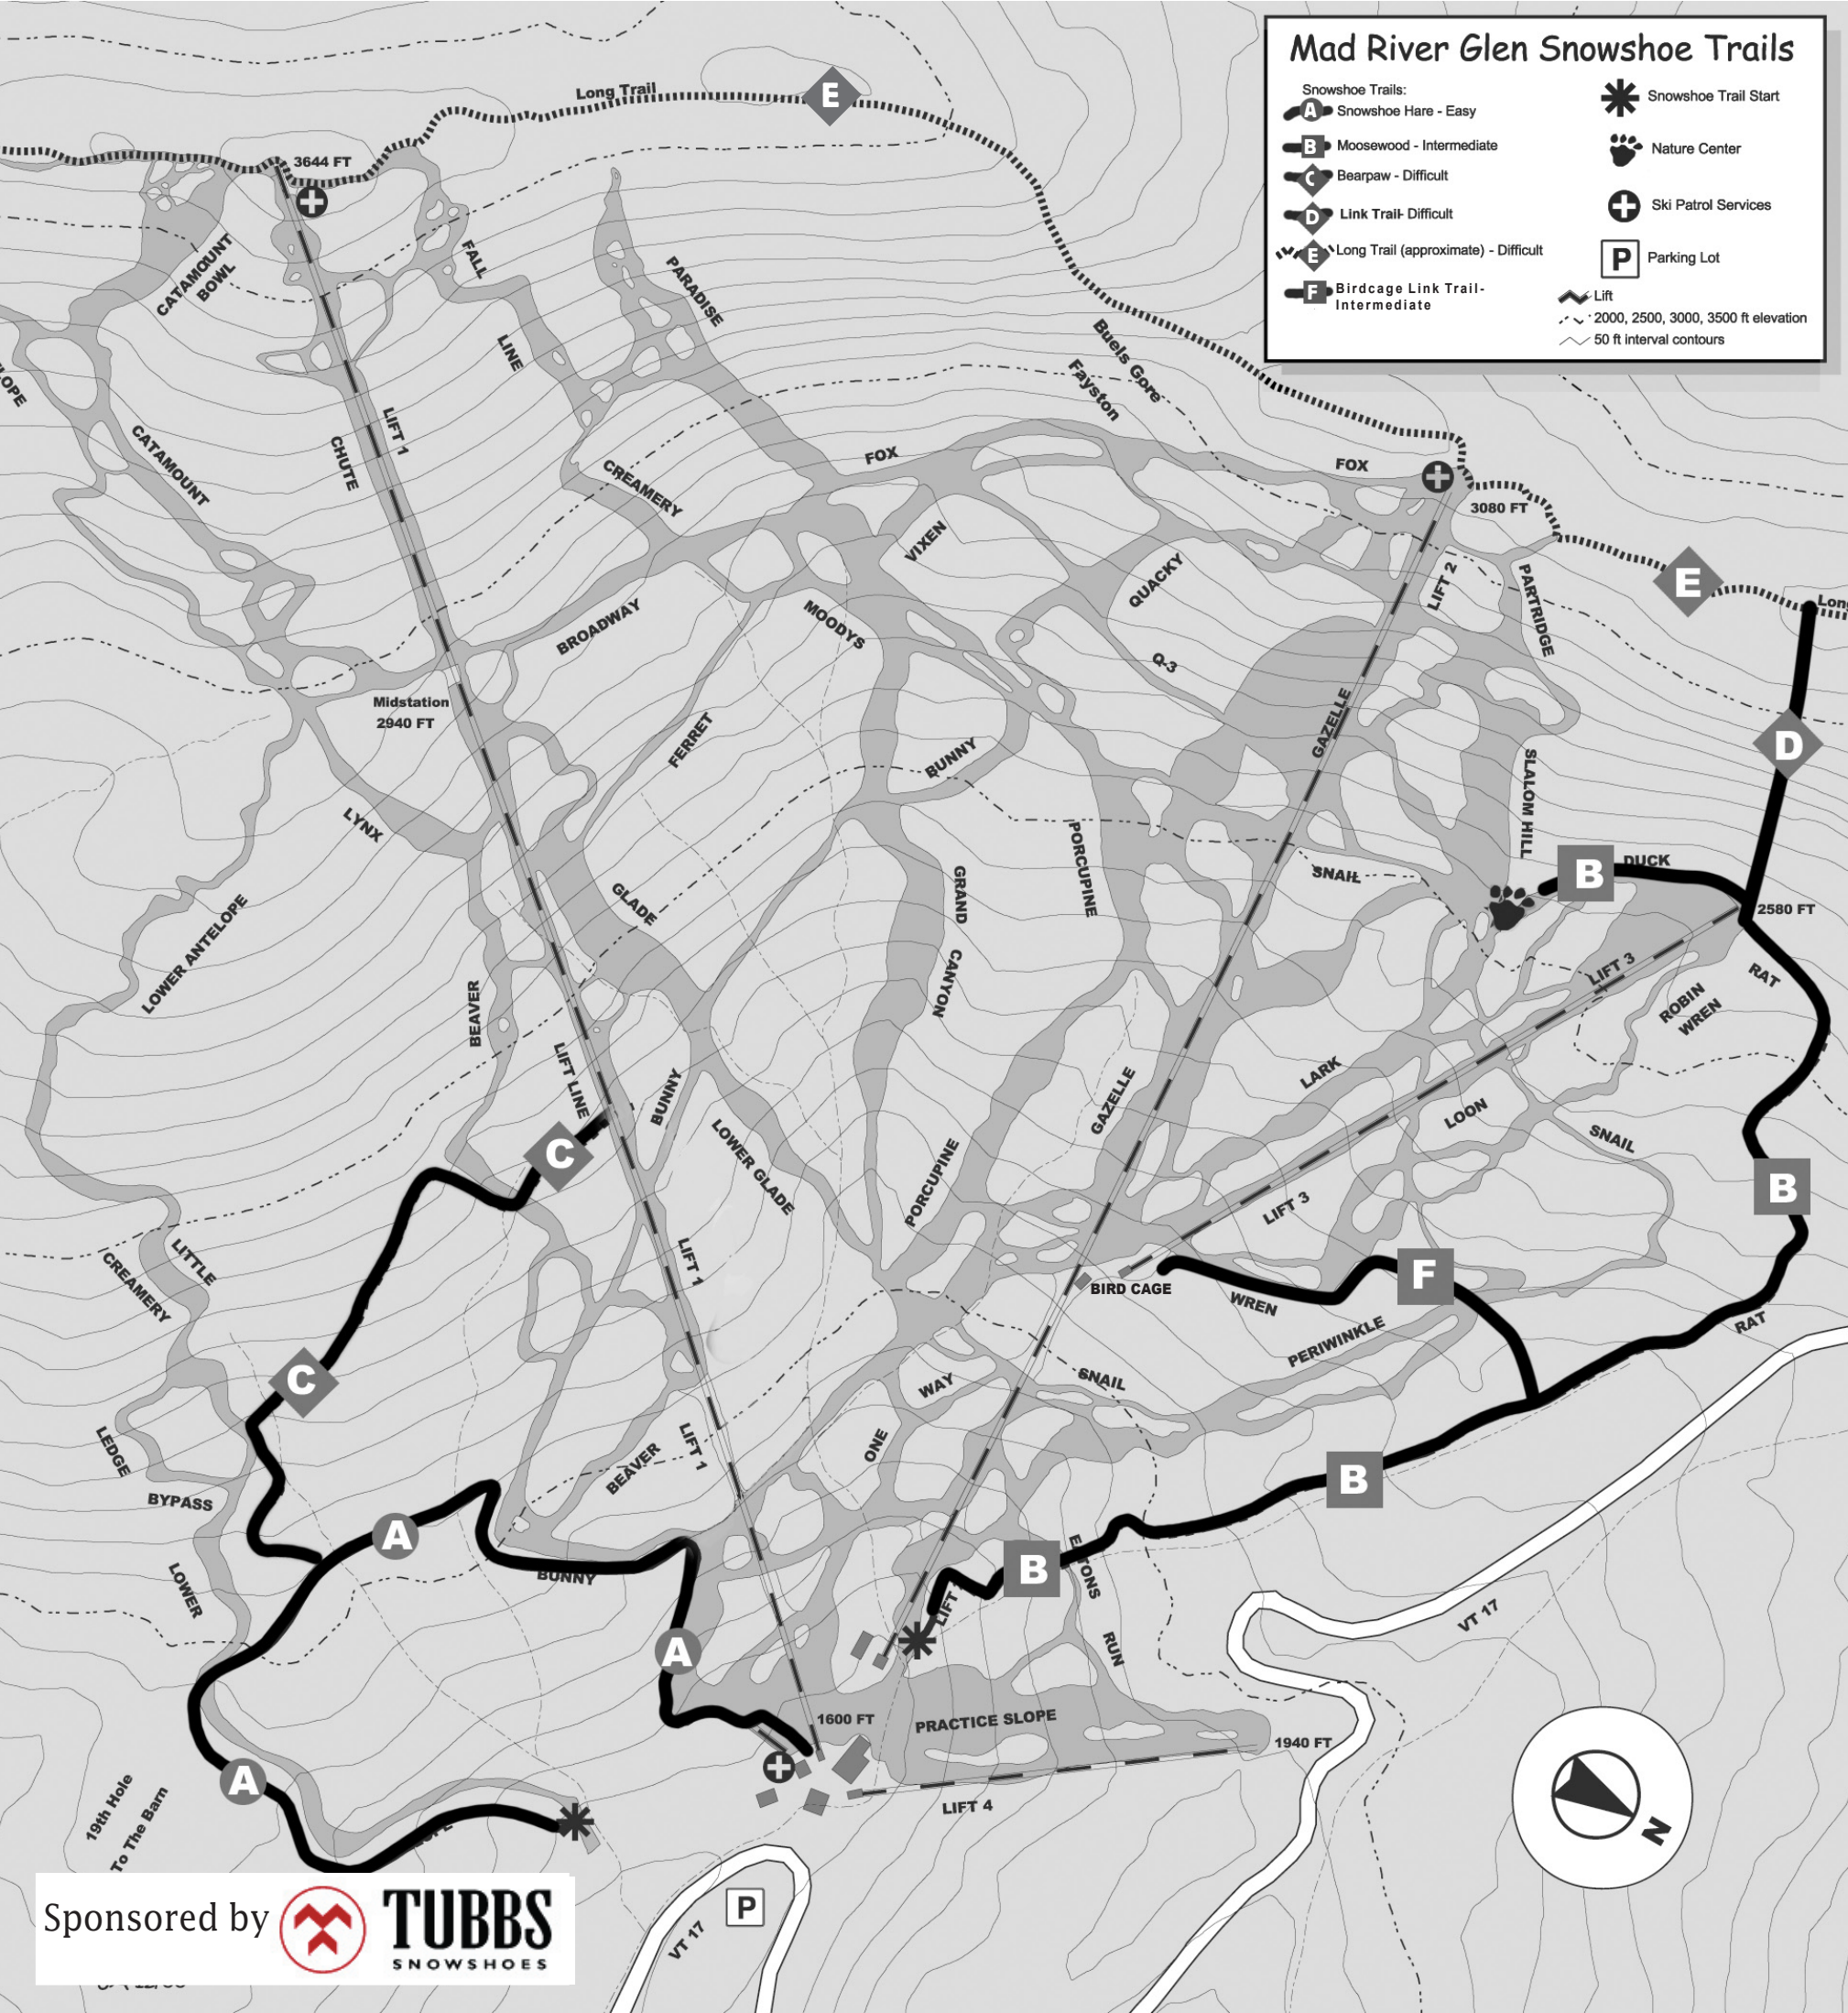 Mad River Glen Snowshoe Trails
Snowshoe Trails:
A Snowshoe Hare - Easy
B Moosewood - Intermediate
C Bearpaw - Difficult
D Link Trail- Difficult
E Long Trail (approximate) - Difficult
F Birdcage Link Trail-
Intermediate
Snowshoe Trail Start
Nature Center
Ski Patrol Services
P Parking Lot
Lift
2000, 2500, 3000, 3500 ft elevation
50 ft interval contours
Long Trail
E
3644 FT
CATAMOUNT
BOWL
FALL
LINE
PARADISE
Buels Gore
Fayston
CATAMOUNT
CHUTE
LIFT 1
CREAMERY
FOX
FOX
3080 FT
VIXEN
QUACKY
LIFT 2
PARTRIDGE
E
Long
BROADWAY
MOODYS
Q-3
Midstation
2940 FT
FERRET
BUNNY
GAZELLE
D
SLALOM HILL
LYNX
PORCUPINE
SNAIL
B
DUCK
2580 FT
GLADE
GRAND
CANYON
LOWER ANTELOPE
BEAVER
LIFT 3
RAT
ROBIN
WREN
LIFT LINE
BUNNY
LOWER GLADE
GAZELLE
LARK
LOON
SNAIL
C
PORCUPINE
LIFT 3
B
LITTLE
CREAMERY
LIFT 1
BIRD CAGE
F
WREN
PERIWINKLE
RAT
C
WAY
SNAIL
LEDGE
BYPASS
BEAVER
LIFT 1
ONE
B
A
BUNNY
LOWER
B
EATONS
RUN
LIFT
VT 17
A
1600 FT
PRACTICE SLOPE
1940 FT
A
LIFT 4
19th Hole
To The Barn
N
P
VT 17
Sponsored by
TUBBS
SNOWSHOES